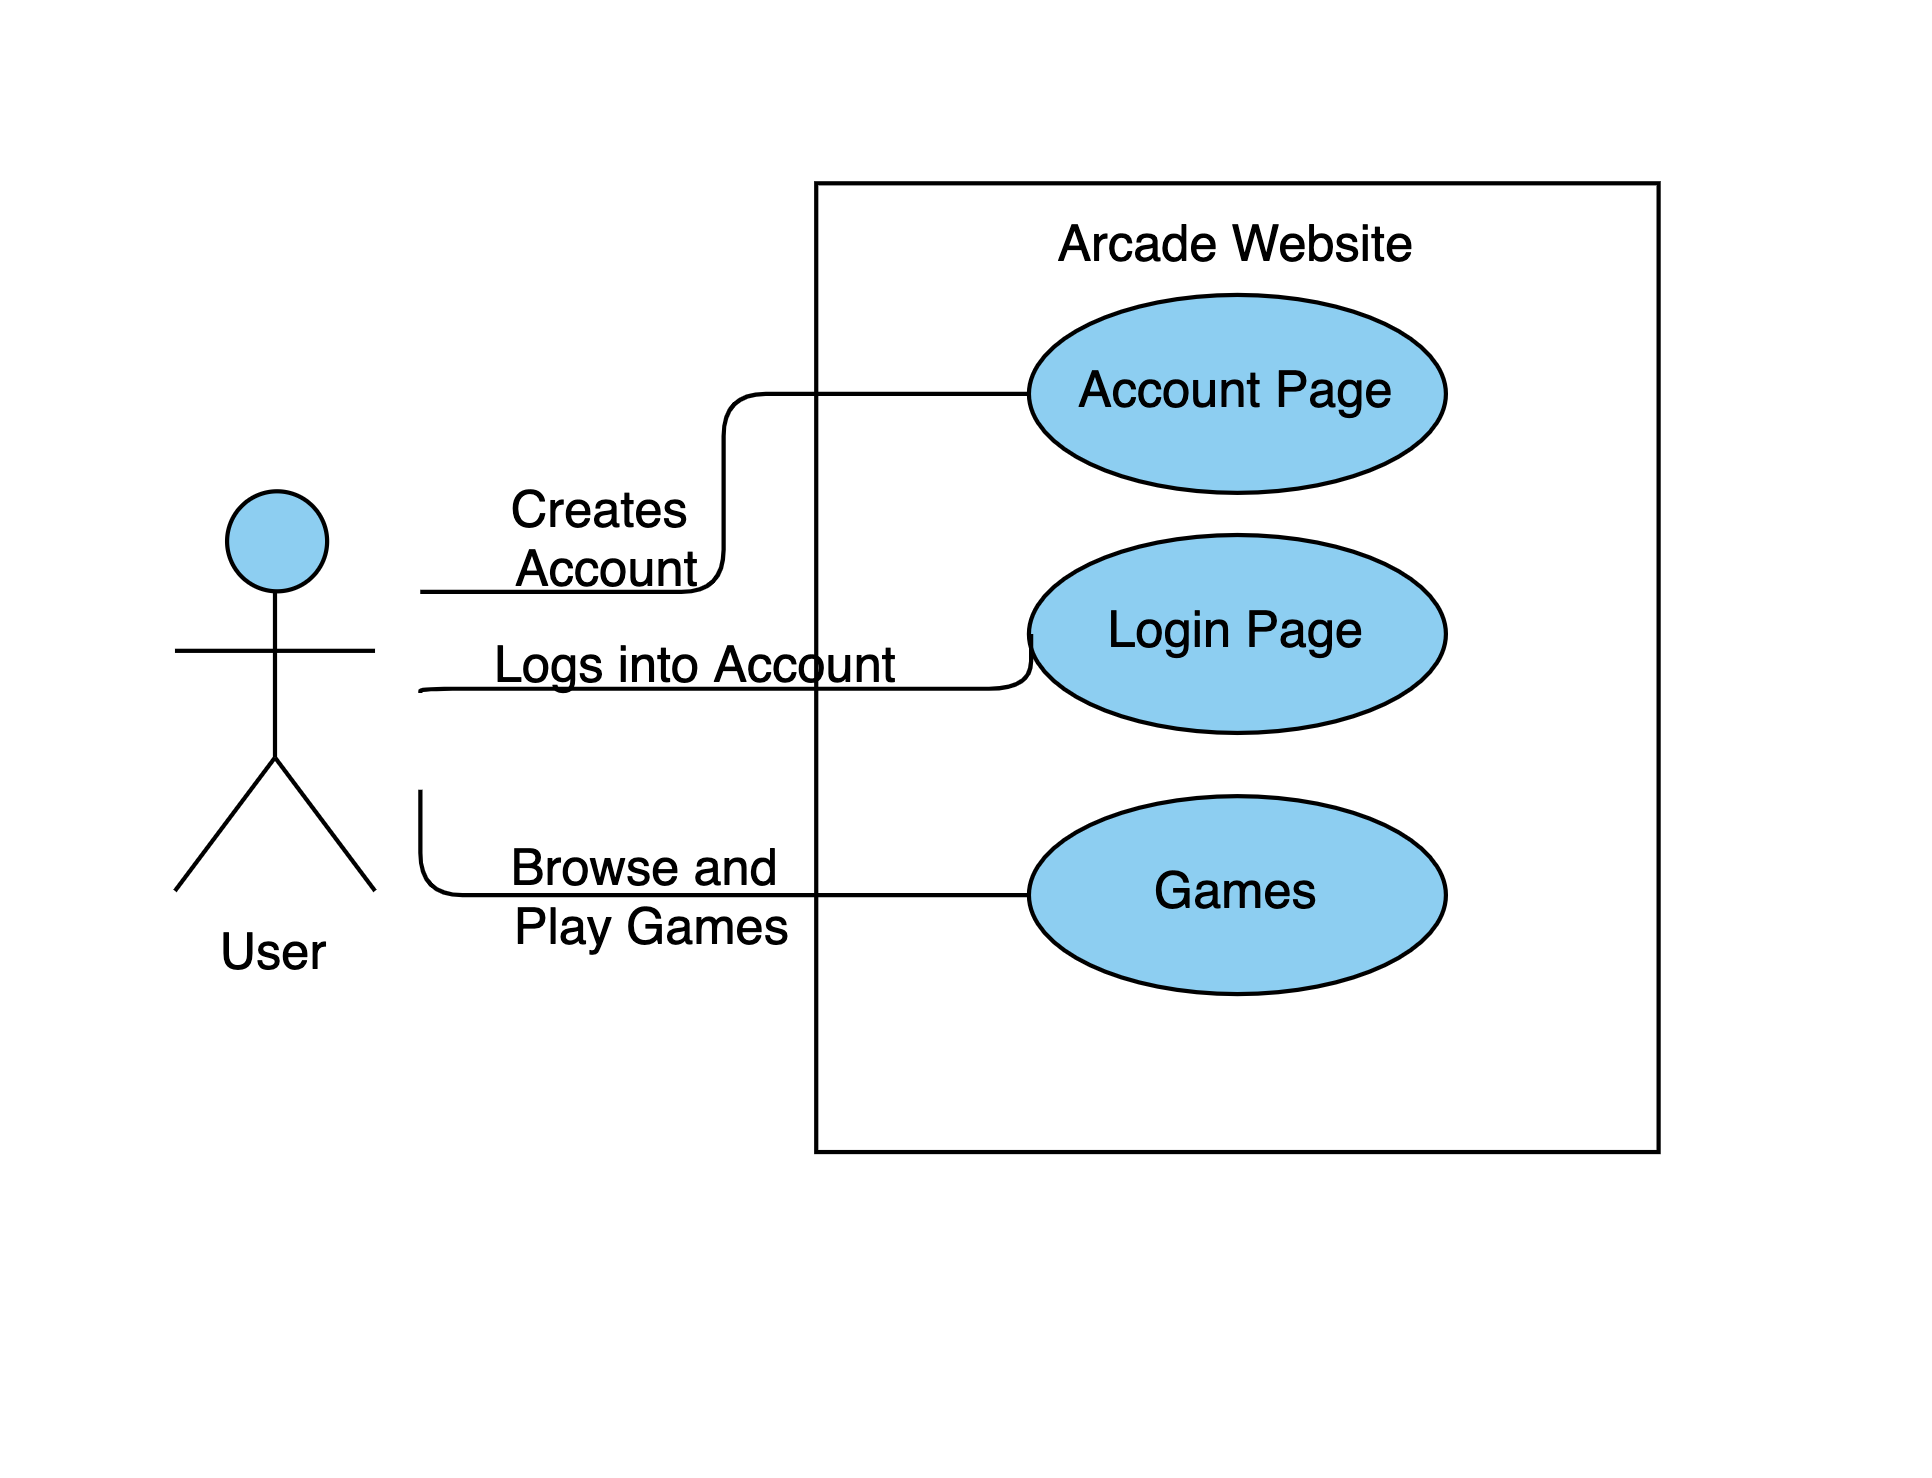 Arcade Website
Account Page
Creates
Account
Login Page
Logs into Account
Browse and
Play Games
Games
User